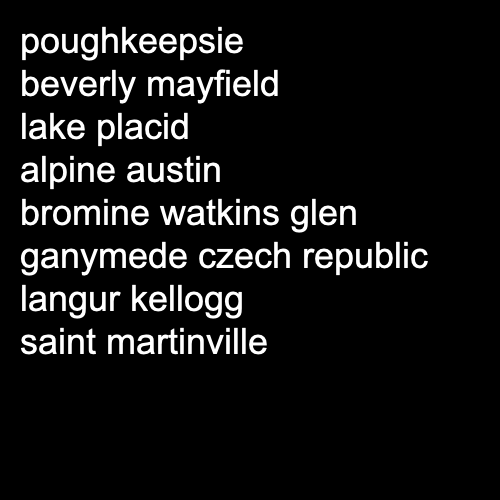 poughkeepsie
beverly mayfield
lake placid
alpine austin
bromine watkins glen
ganymede czech republic
langur kellogg
saint martinville